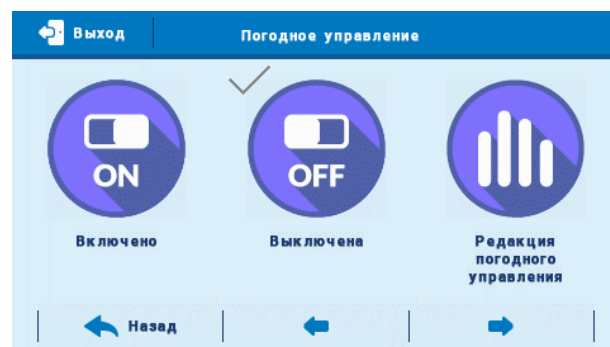 Выход
Погодное управление
ON
OFF
Включено
Выключена
Редакция
погодного
управления
Назад